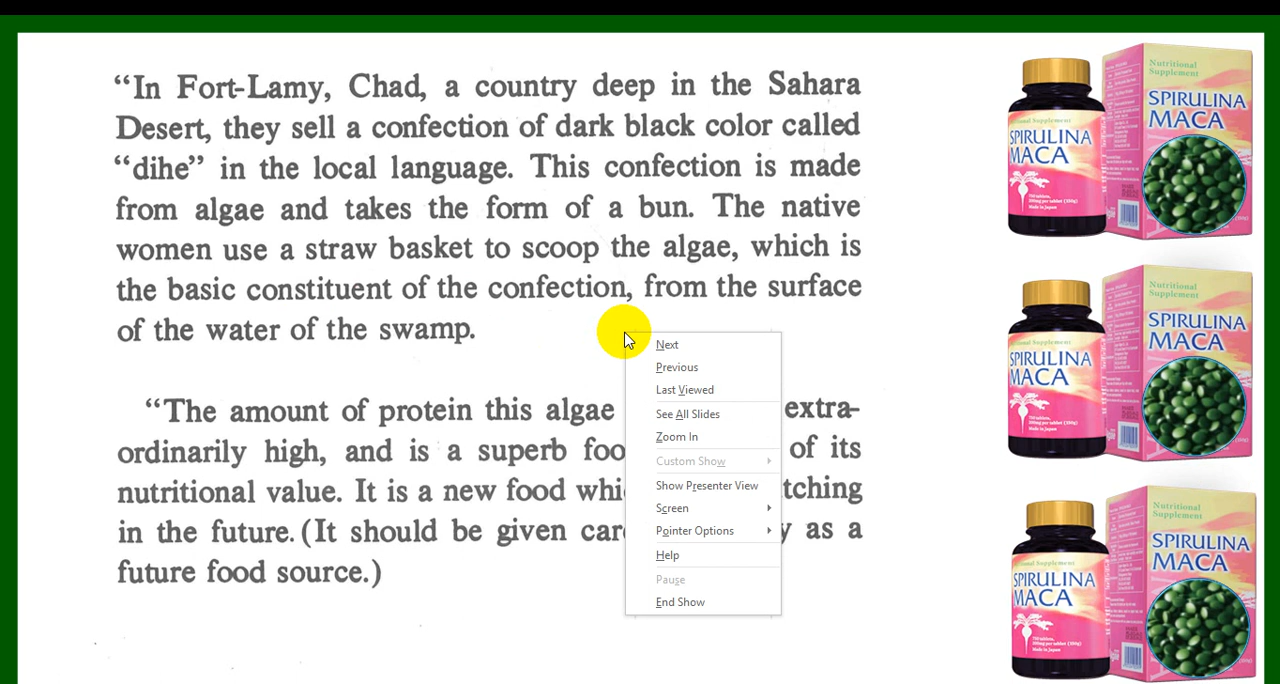 “In Fort-Lamy, Chad, a country deep in the Sahara
Desert, they sell a confection of dark black color called
“dihe” in the local language. This confection is made
from algae and takes the form of a bun. The native
women use a straw basket to scoop the algae, which is
the basic constituent of the confection, from the surface
of the water of the swamp.
“The amount of protein this algae extra-
ordinarily high, and is a superb of its
nutritional value. It is a new food
in the future. (It should be given as a
future food source.)
Next
Previous
Last Viewed
See All Slides
Zoom In
Custom Show
Show Presenter View
Screen
Pointer Options
Help
Pause
End Show
Nutritional Supplement
SPIRULINA
MACA
Nutritional
Supplement
SPIRULINA
MACA
Nutritional Supplement
SPIRULINA
MACA
Nutritional
Supplement
SPIRULINA
MACA
Nutritional Supplement
SPIRULINA
MACA
Nutritional
Supplement
SPIRULINA
MACA